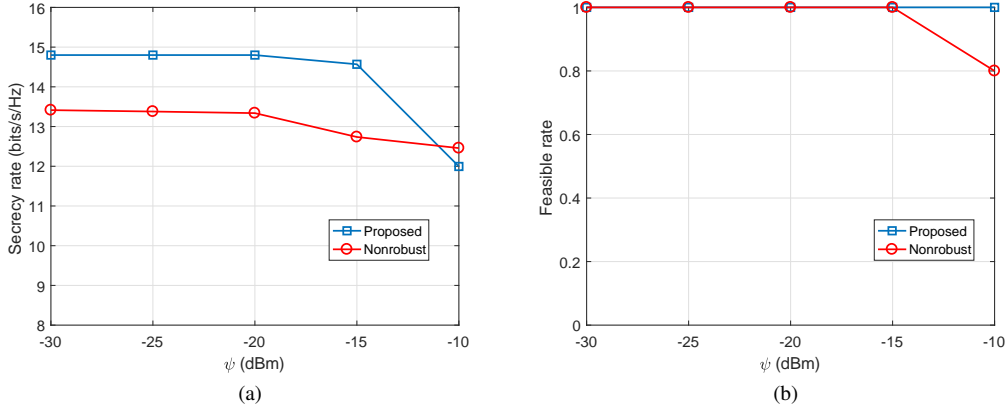 16
15
14
13
12
11
10
9
8
Secrecy rate (bits/s/Hz)
Proposed
Nonrobust
-30 -25 -20 -15 -10
ψ (dBm)
(a)
1
0.8
0.6
0.4
0.2
0
Feasible rate
Proposed
Nonrobust
-30 -25 -20 -15 -10
ψ (dBm)
(b)